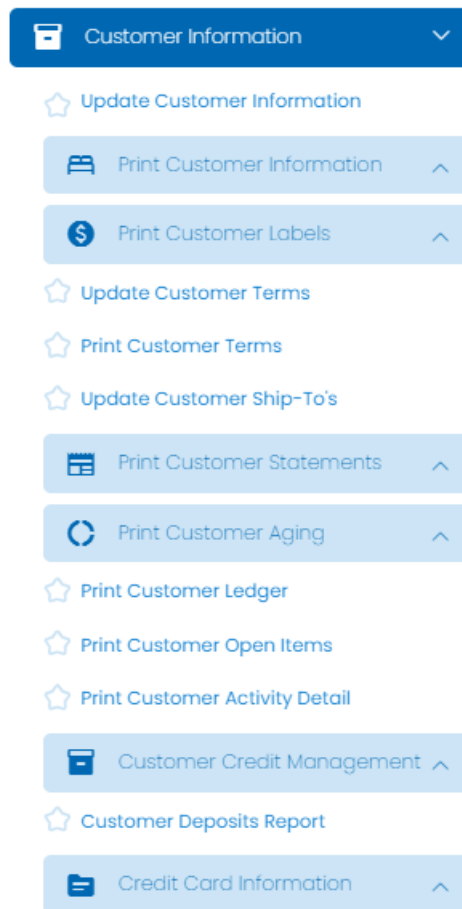 Customer Information
Update Customer Information
Print Customer Information
Print Customer Labels
Update Customer Terms
Print Customer Terms
Update Customer Ship-To's
Print Customer Statements
Print Customer Aging
Print Customer Ledger
Print Customer Open Items
Print Customer Activity Detail
Customer Credit Management
Customer Deposits Report
Credit Card Information